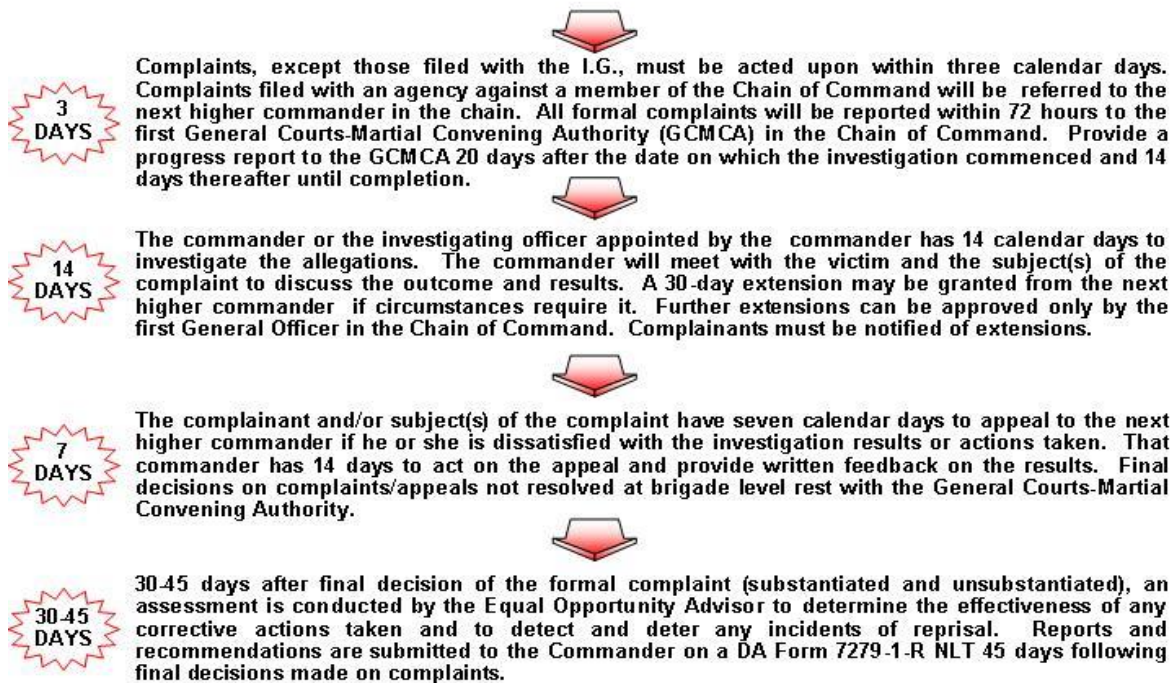 3
DAYS
Complaints, except those filed with the I.G., must be acted upon within three calendar days.
Complaints filed with an agency against a member of the Chain of Command will be referred to the
next higher commander in the chain. All formal complaints will be reported within 72 hours to the
first General Courts-Martial Convening Authority (GCMCA) in the Chain of Command. Provide a
progress report to the GCMCA 20 days after the date on which the investigation commenced and 14
days thereafter until completion.
14
DAYS
The commander or the investigating officer appointed by the commander has 14 calendar days to
investigate the allegations. The commander will meet with the victim and the subject(s) of the
complaint to discuss the outcome and results. A 30-day extension may be granted from the next
higher commander if circumstances require it. Further extensions can be approved only by the
first General Officer in the Chain of Command. Complainants must be notified of extensions.
7
DAYS
The complainant and/or subject(s) of the complaint have seven calendar days to appeal to the next
higher commander if he or she is dissatisfied with the investigation results or actions taken. That
commander has 14 days to act on the appeal and provide written feedback on the results. Final
decisions on complaints/appeals not resolved at brigade level rest with the General Courts-Martial
Convening Authority.
30-45
DAYS
30-45 days after final decision of the formal complaint (substantiated and unsubstantiated), an
assessment is conducted by the Equal Opportunity Advisor to determine the effectiveness of any
corrective actions taken and to detect and deter any incidents of reprisal. Reports and
recommendations are submitted to the Commander on a DA Form 7279-1-R NLT 45 days following
final decisions made on complaints.